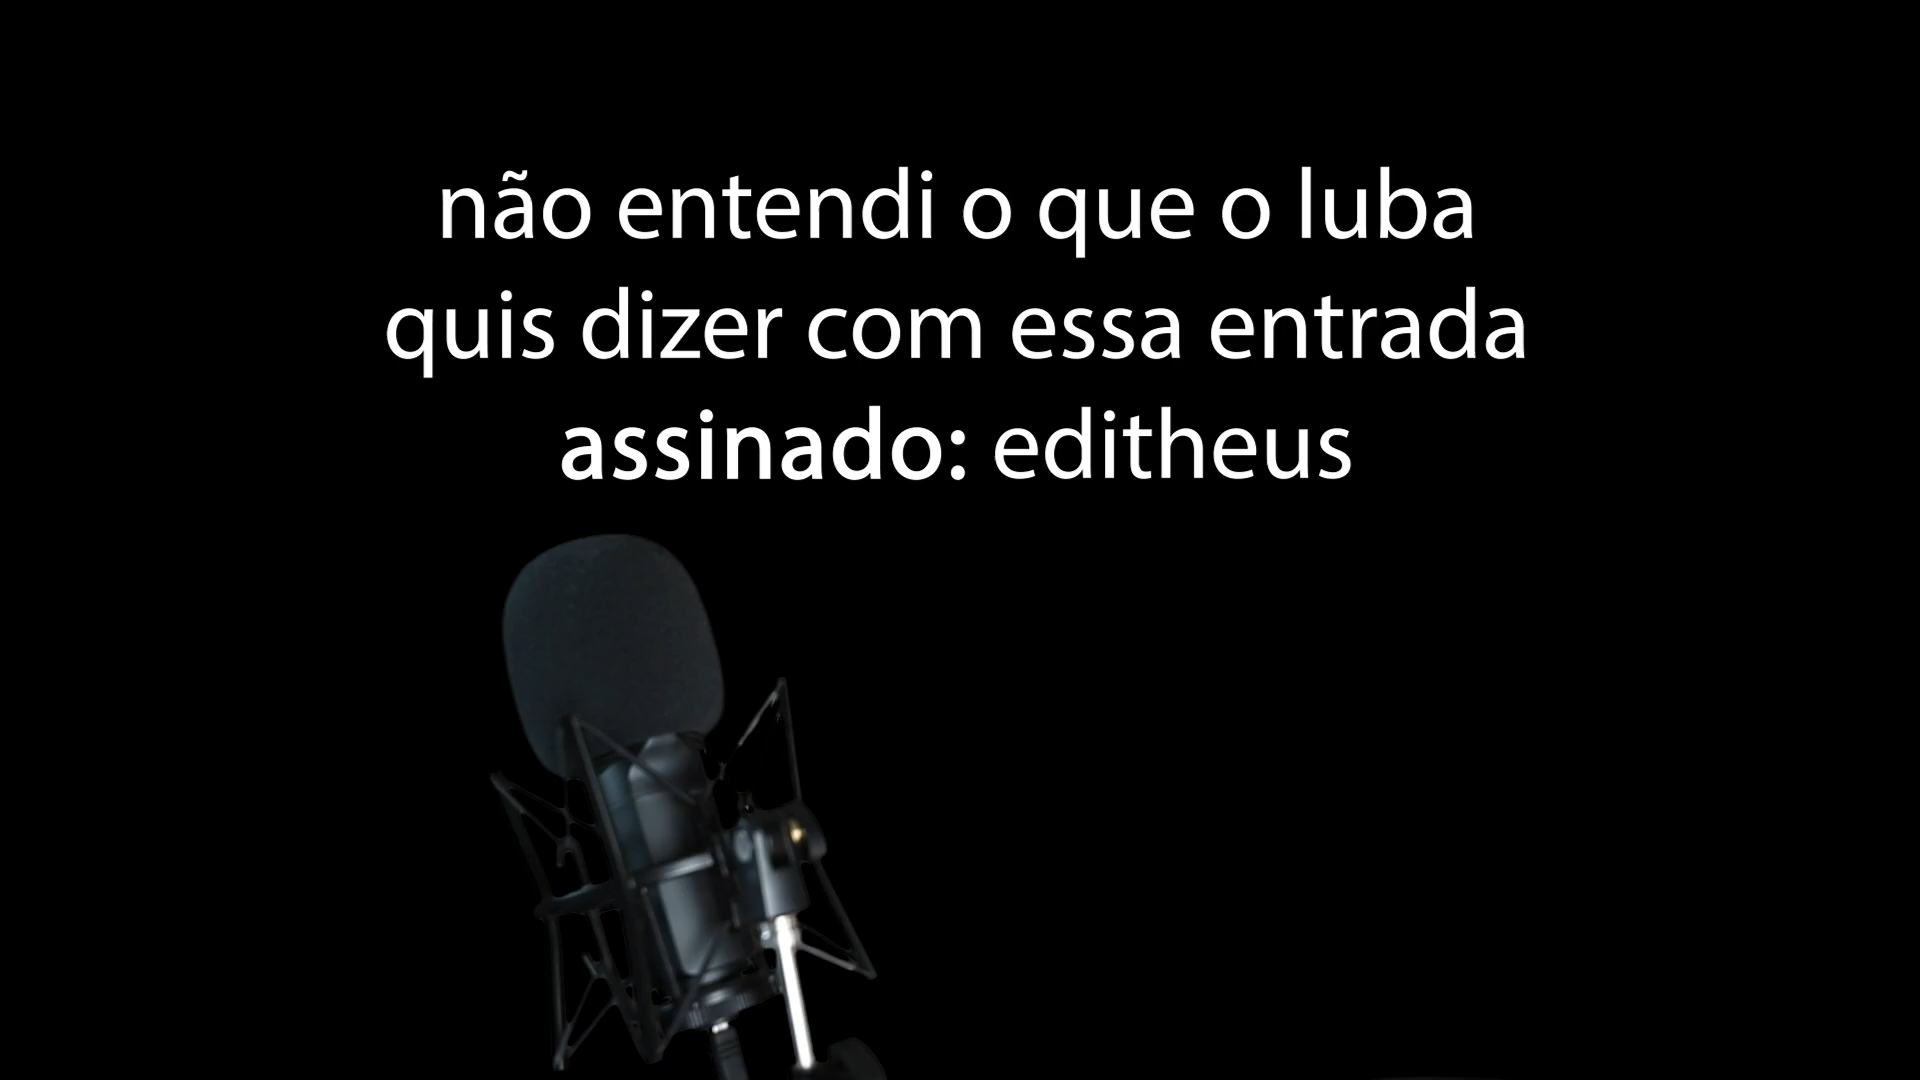 não entendi o que o luba
quis dizer com essa entrada
assinado: editheus